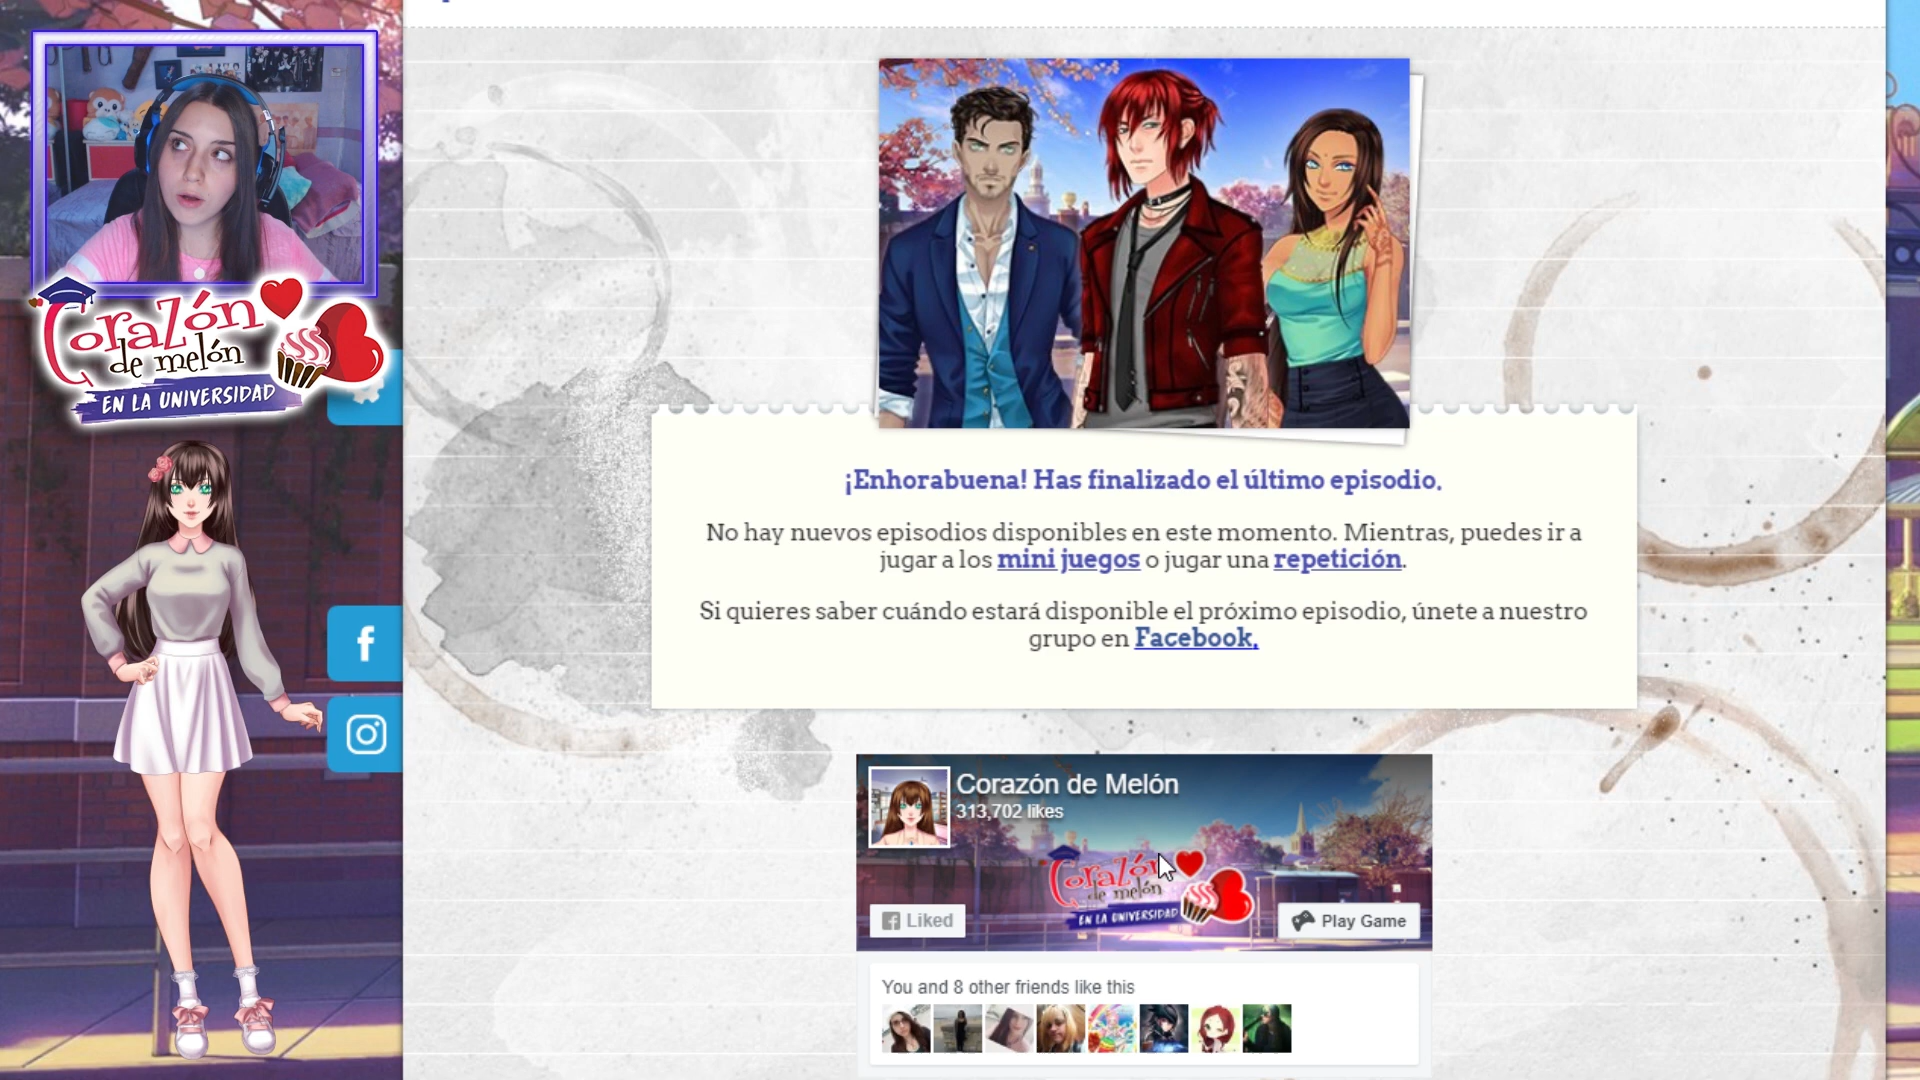 Corazón
de melón
EN LA UNIVERSIDAD
¡Enhorabuena! Has finalizado el último episodio.
No hay nuevos episodios disponibles en este momento. Mientras, puedes ir a
jugar a los mini juegos o jugar una repetición.
Si quieres saber cuándo estará disponible el próximo episodio, únete a nuestro
grupo en Facebook.
Corazón de Melón
313,702 likes
Corazón
de melón
EN LA UNIVERSIDAD
Liked
Play Game
You and 8 other friends like this